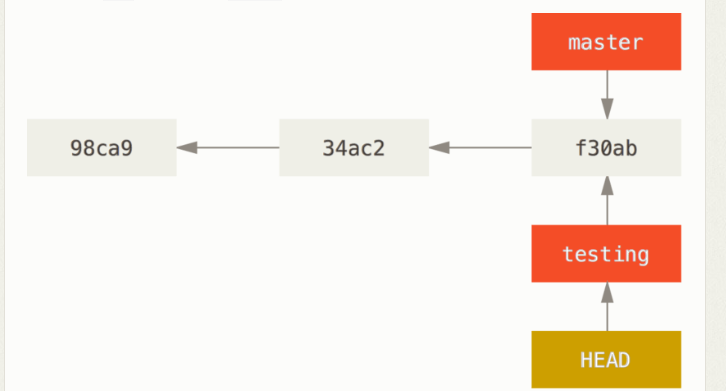 master
98ca9
34ac2
f30ab
testing
HEAD